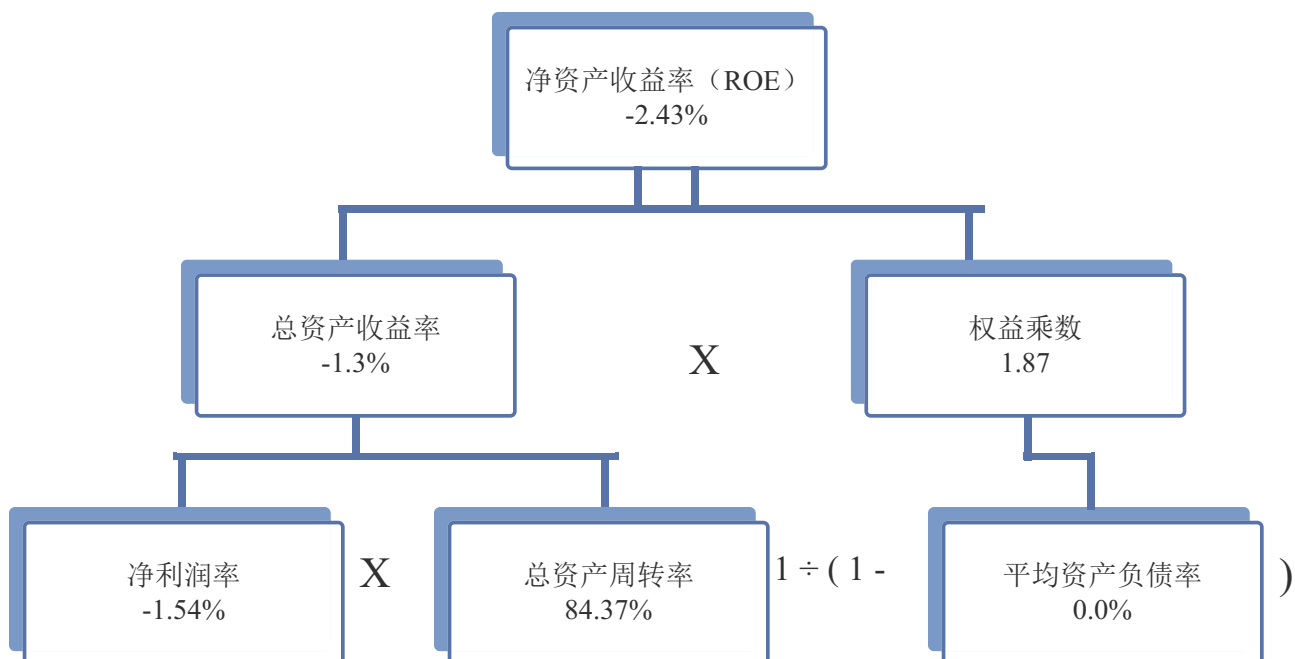 净资产收益率（ROE）
-2.43%
总资产收益率
-1.3%
X
权益乘数
1.87
净利润率
-1.54%
X
总资产周转率
84.37%
1 ÷ ( 1 -
平均资产负债率
0.0%
)